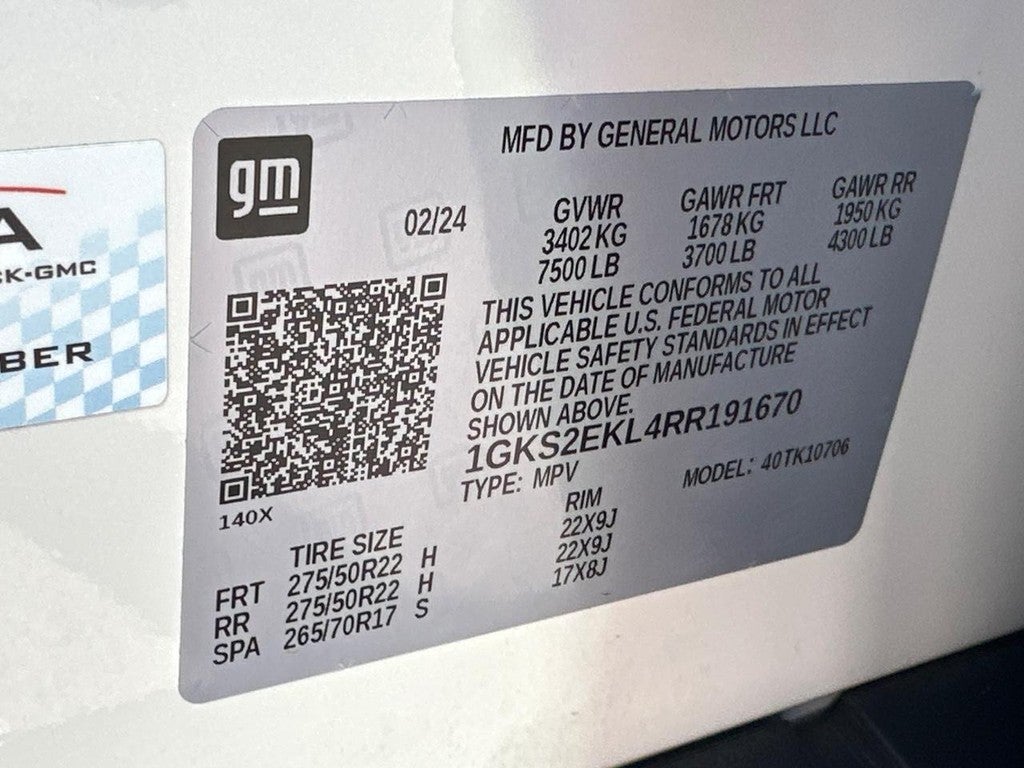 A
CK-GMC
BER
gm
MFD BY GENERAL MOTORS LLC
02/24
GVWR GAWR FRT GAWR RR
3402 KG 1678 KG 1950 KG
7500 LB 3700 LB 4300 LB
THIS VEHICLE CONFORMS TO ALL
APPLICABLE U.S. FEDERAL MOTOR
VEHICLE SAFETY STANDARDS IN EFFECT
ON THE DATE OF MANUFACTURE
SHOWN ABOVE.
1GKS2EKL4RR191670
TYPE: MPV MODEL: 40TK10706
140X
TIRE SIZE RIM
FRT 275/50R22 H 22X9J
RR 275/50R22 H 22X9J
SPA 265/70R17 S 17X8J